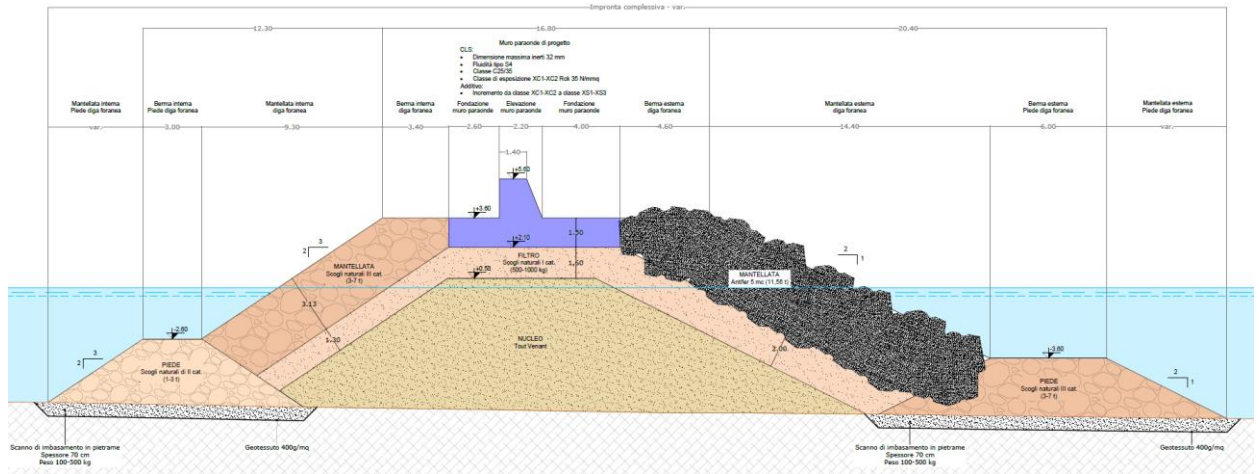 Impronta complessiva - var.
12.30
16.80
20.40
Muro paraonde di progetto
CLS:
• Dimensione massima inerti 32 mm
• Fluidità tipo S4
• Classe C25/35
• Classe di esposizione XC1-XC2 Rck 35 N/mmq
Additivo:
• Incremento da classe XC1-XC2 a classe XS1-XS3
Mantellata interna
Piede diga foranea
Berma interna
Piede diga foranea
Mantellata interna
diga foranea
Berma interna
diga foranea
Fondazione
muro paraonde
Elevazione
muro paraonde
Fondazione
muro paraonde
Berma esterna
diga foranea
Mantellata esterna
diga foranea
Berma esterna
Piede diga foranea
Mantellata esterna
Piede diga foranea
var.
3.00
9.30
3.40
2.60
2.20
4.00
4.60
14.40
6.00
var.
1.40
+6.60
+3.60
+2.10
1.50
FILTRO
Scogli naturali I cat.
(500-1000 kg)
1.60
+0.50
3
2
MANTELLATA
Scogli naturali III cat.
(3-7 t)
3.13
1.30
2
1
MANTELLATA
Antifer 5 mc (11,56 t)
NUCLEO
Tout Venant
2.00
-2.60
3
2
PIEDE
Scogli naturali di II cat.
(1-3 t)
-3.60
PIEDE
Scogli naturali III cat.
(3-7 t)
2
1
Scanno di imbasamento in pietrame
Spessore 70 cm
Peso 100-500 kg
Geotessuto 400g/mq
Scanno di imbasamento in pietrame
Spessore 70 cm
Peso 100-500 kg
Geotessuto 400g/mq